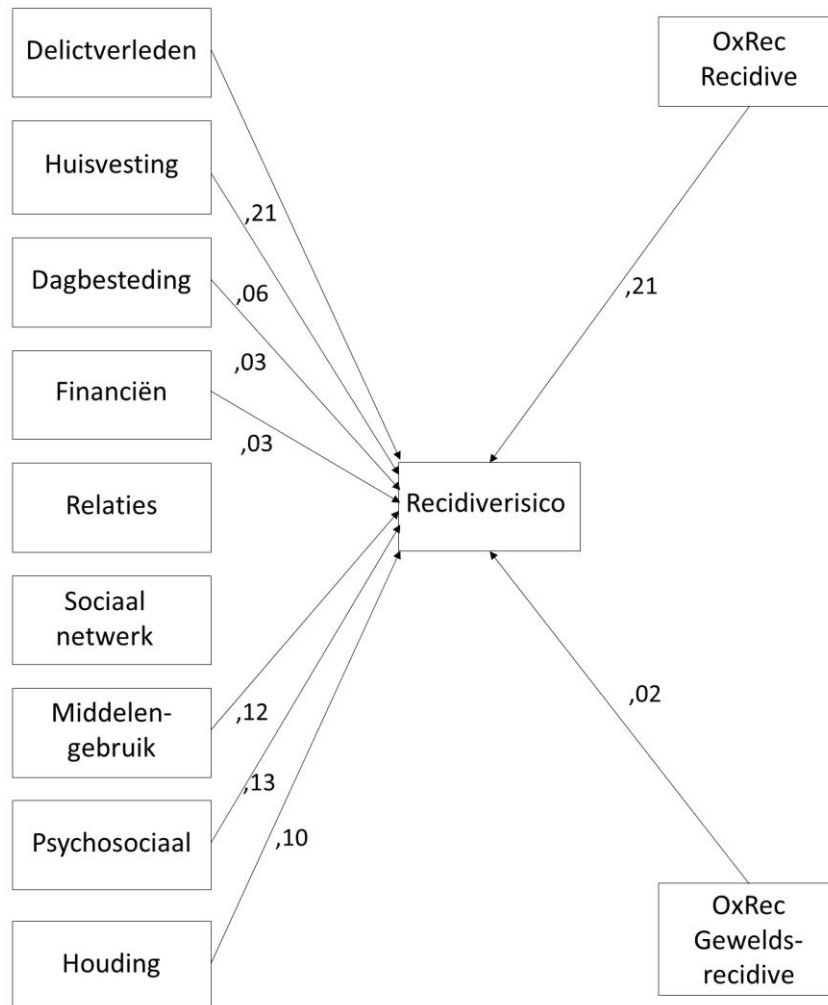 Delictverleden
Huisvesting
Dagbesteding
Financiën
Relaties
Sociaal
netwerk
Middelen-
gebruik
Psychosociaal
Houding
,21
,06
,03
,03
,12
,13
,10
Recidiverisico
OxRec
Recidive
,21
,02
OxRec
Gewelds-
recidive